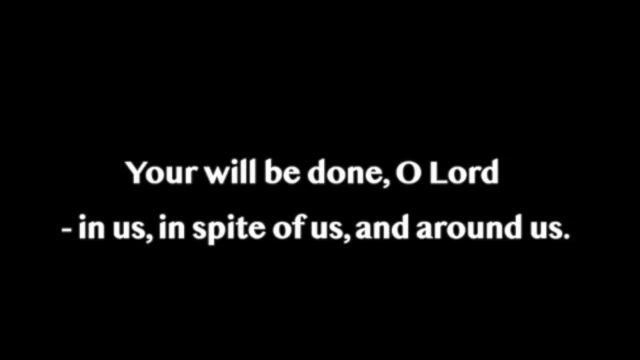 Your will be done, O Lord
- in us, in spite of us, and around us.